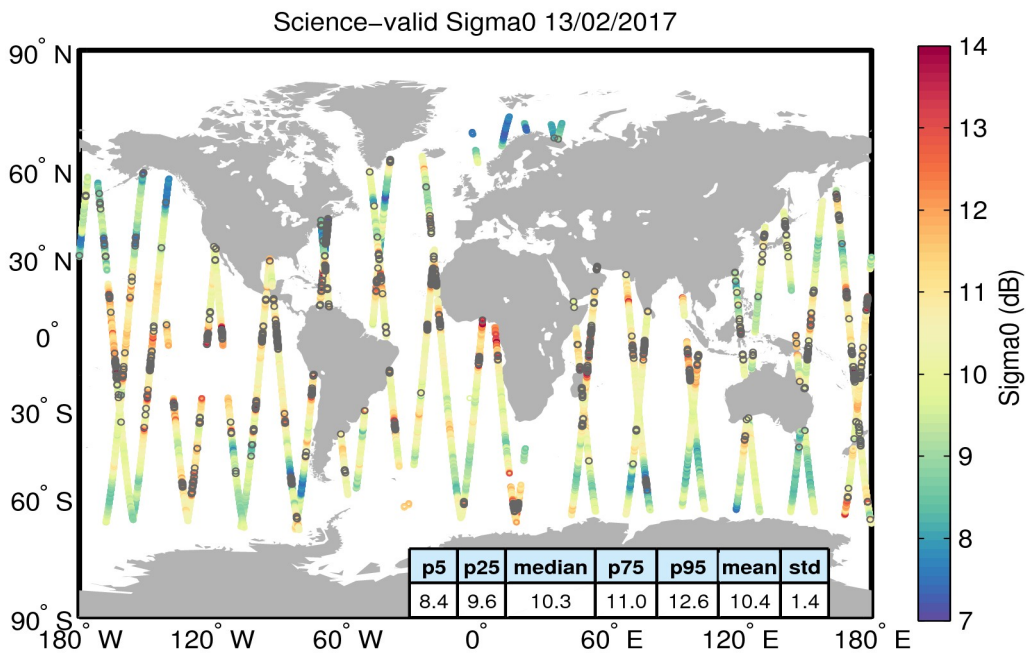 Science−valid Sigma0 13/02/2017
90° N
60° N
30° N
0°
30° S
60° S
90° S
180° W
120° W
60° W
0°
60° E
120° E
180° E
14
13
12
11
10
9
8
7
Sigma0 (dB)
p5 p25 median p75 p95 mean std
8.4 9.6 10.3 11.0 12.6 10.4 1.4